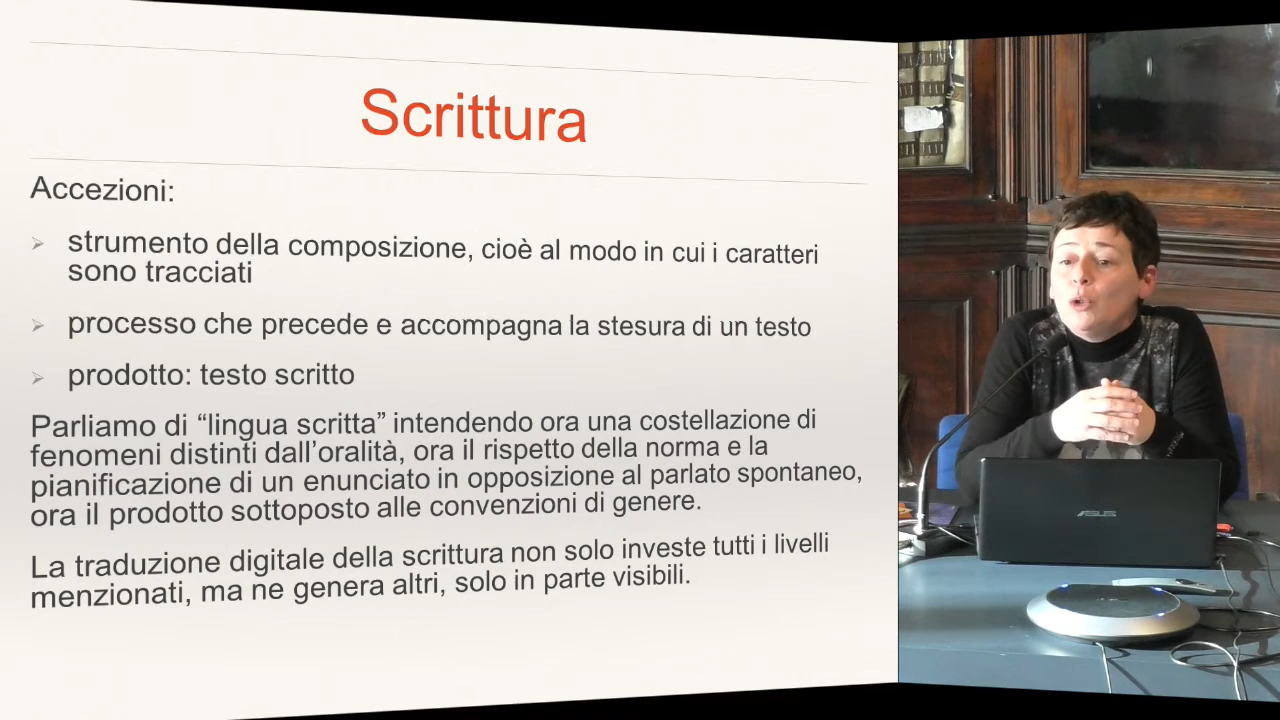 Scrittura
Accezioni:
strumento della composizione, cioè al modo in cui i caratteri
sono tracciati
processo che precede e accompagna la stesura di un testo
prodotto: testo scritto
Parliamo di “lingua scritta” intendendo ora una costellazione di
fenomeni distinti dall’oralità, ora il rispetto della norma e la
pianificazione di un enunciato in opposizione al parlato spontaneo,
ora il prodotto sottoposto alle convenzioni di genere.
La traduzione digitale della scrittura non solo investe tutti i livelli
menzionati, ma ne genera altri, solo in parte visibili.
ASUS